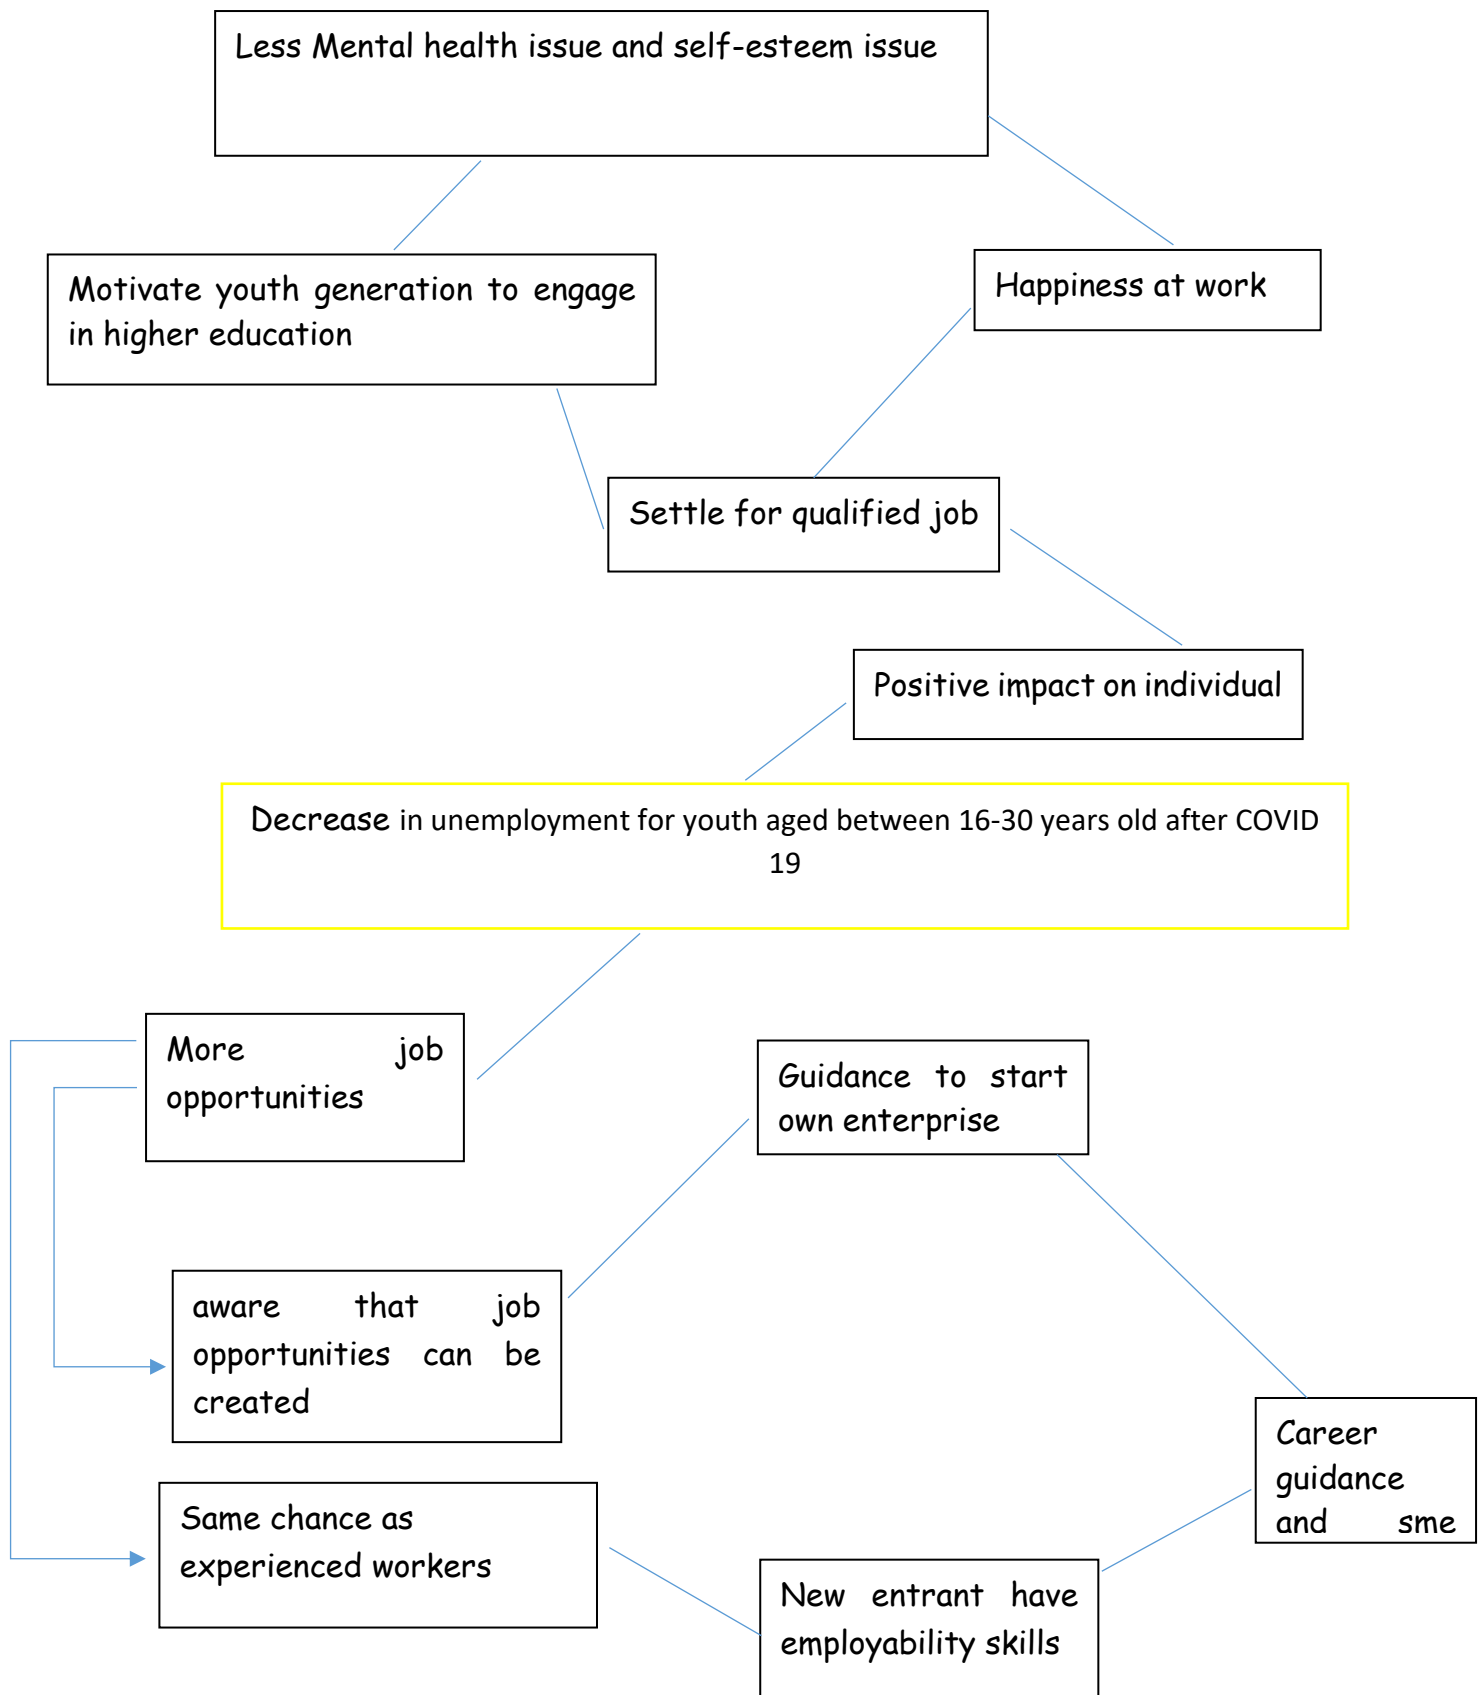 Less Mental health issue and self-esteem issue
Motivate youth generation to engage
in higher education
Happiness at work
Settle for qualified job
Positive impact on individual
Decrease in unemployment for youth aged between 16-30 years old after COVID
19
More job
opportunities
Guidance to start
own enterprise
aware that job
opportunities can be
created
Career
guidance
and sme
Same chance as
experienced workers
New entrant have
employability skills